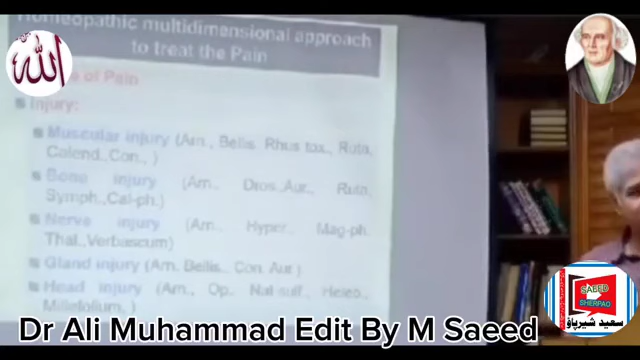 الله
Homeopathic multidimensional approach
to treat the Pain
of Pain
Injury:
Muscular injury (Arn., Bellis. Rhus tox., Ruta,
Calend.,Con., )
Bone injury (Arn., Dros.,Aur., Ruta,
Symph.,Cal-ph.)
Nerve injury (Arn., Hyper., Mag-ph.
Thal.,Verbascum)
Gland injury (Arn. Bellis., Con. Aur.)
Head injury (Arn., Op., Nat-sulf.,
Millefolium, )
SAEED
SHERPAO
سعید شیرپاؤ
Dr Ali Muhammad Edit By M Saeed